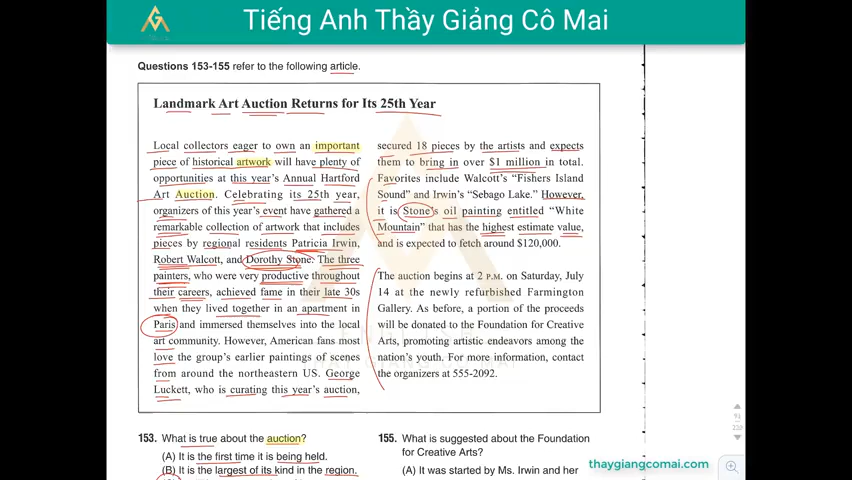 Tiếng Anh Thầy Giảng Cô Mai
Questions 153-155 refer to the following article.
Landmark Art Auction Returns for Its 25th Year
Local collectors eager to own an important
piece of historical artwork will have plenty of
opportunities at this year's Annual Hartford
Art Auction. Celebrating its 25th year,
organizers of this year's event have gathered a
remarkable collection of artwork that includes
pieces by regional residents Patricia Irwin,
Robert Walcott, and Dorothy Stone. The three
painters, who were very productive throughout
their careers, achieved fame in their late 30s
when they lived together in an apartment in
Paris and immersed themselves into the local
art community. However, American fans most
love the group's earlier paintings of scenes
from around the northeastern US. George
Luckett, who is curating this year's auction,
secured 18 pieces by the artists and expects
them to bring in over $1 million in total.
Favorites include Walcott's "Fishers Island
Sound" and Irwin's "Sebago Lake." However,
it is Stone's oil painting entitled "White
Mountain" that has the highest estimate value,
and is expected to fetch around $120,000.
The auction begins at 2 P.M. on Saturday, July
14 at the newly refurbished Farmington
Gallery. As before, a portion of the proceeds
will be donated to the Foundation for Creative
Arts, promoting artistic endeavors among the
nation's youth. For more information, contact
the organizers at 555-2092.
153. What is true about the auction?
(A) It is the first time it is being held.
(B) It is the largest of its kind in the region.
155. What is suggested about the Foundation
for Creative Arts?
(A) It was started by Ms. Irwin and her
thaygiangcomai.com